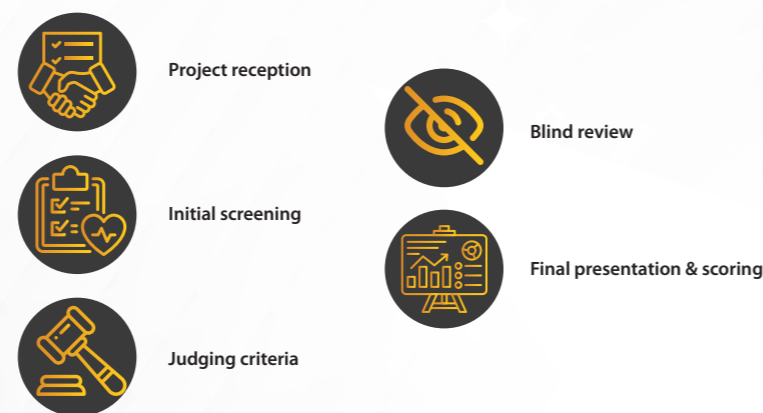 Project reception
Initial screening
Judging criteria
Blind review
Final presentation & scoring